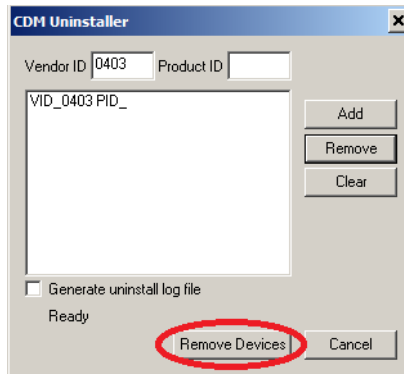 CDM Uninstaller
Vendor ID 0403 Product ID
VID_0403 PID_
Add
Remove
Clear
Generate uninstall log file
Ready
Remove Devices Cancel